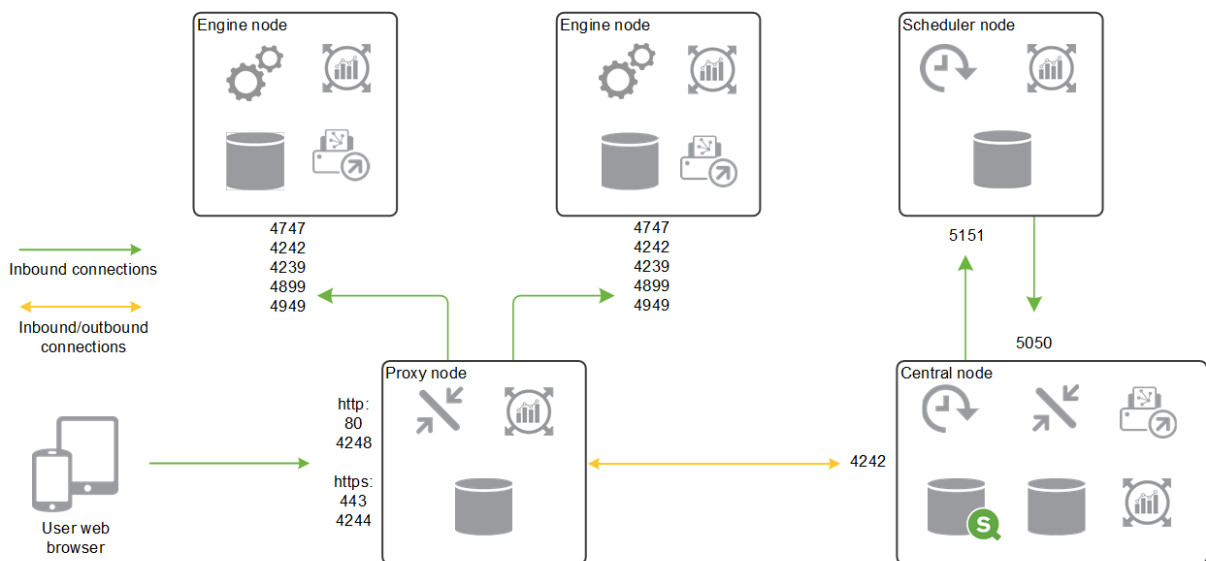 Engine node
Engine node
Scheduler node
4747
4242
4239
4899
4949
4747
4242
4239
4899
4949
5151
5050
Inbound connections
Inbound/outbound
connections
Proxy node
Central node
http:
80
4248
https:
443
4244
4242
S
User web
browser